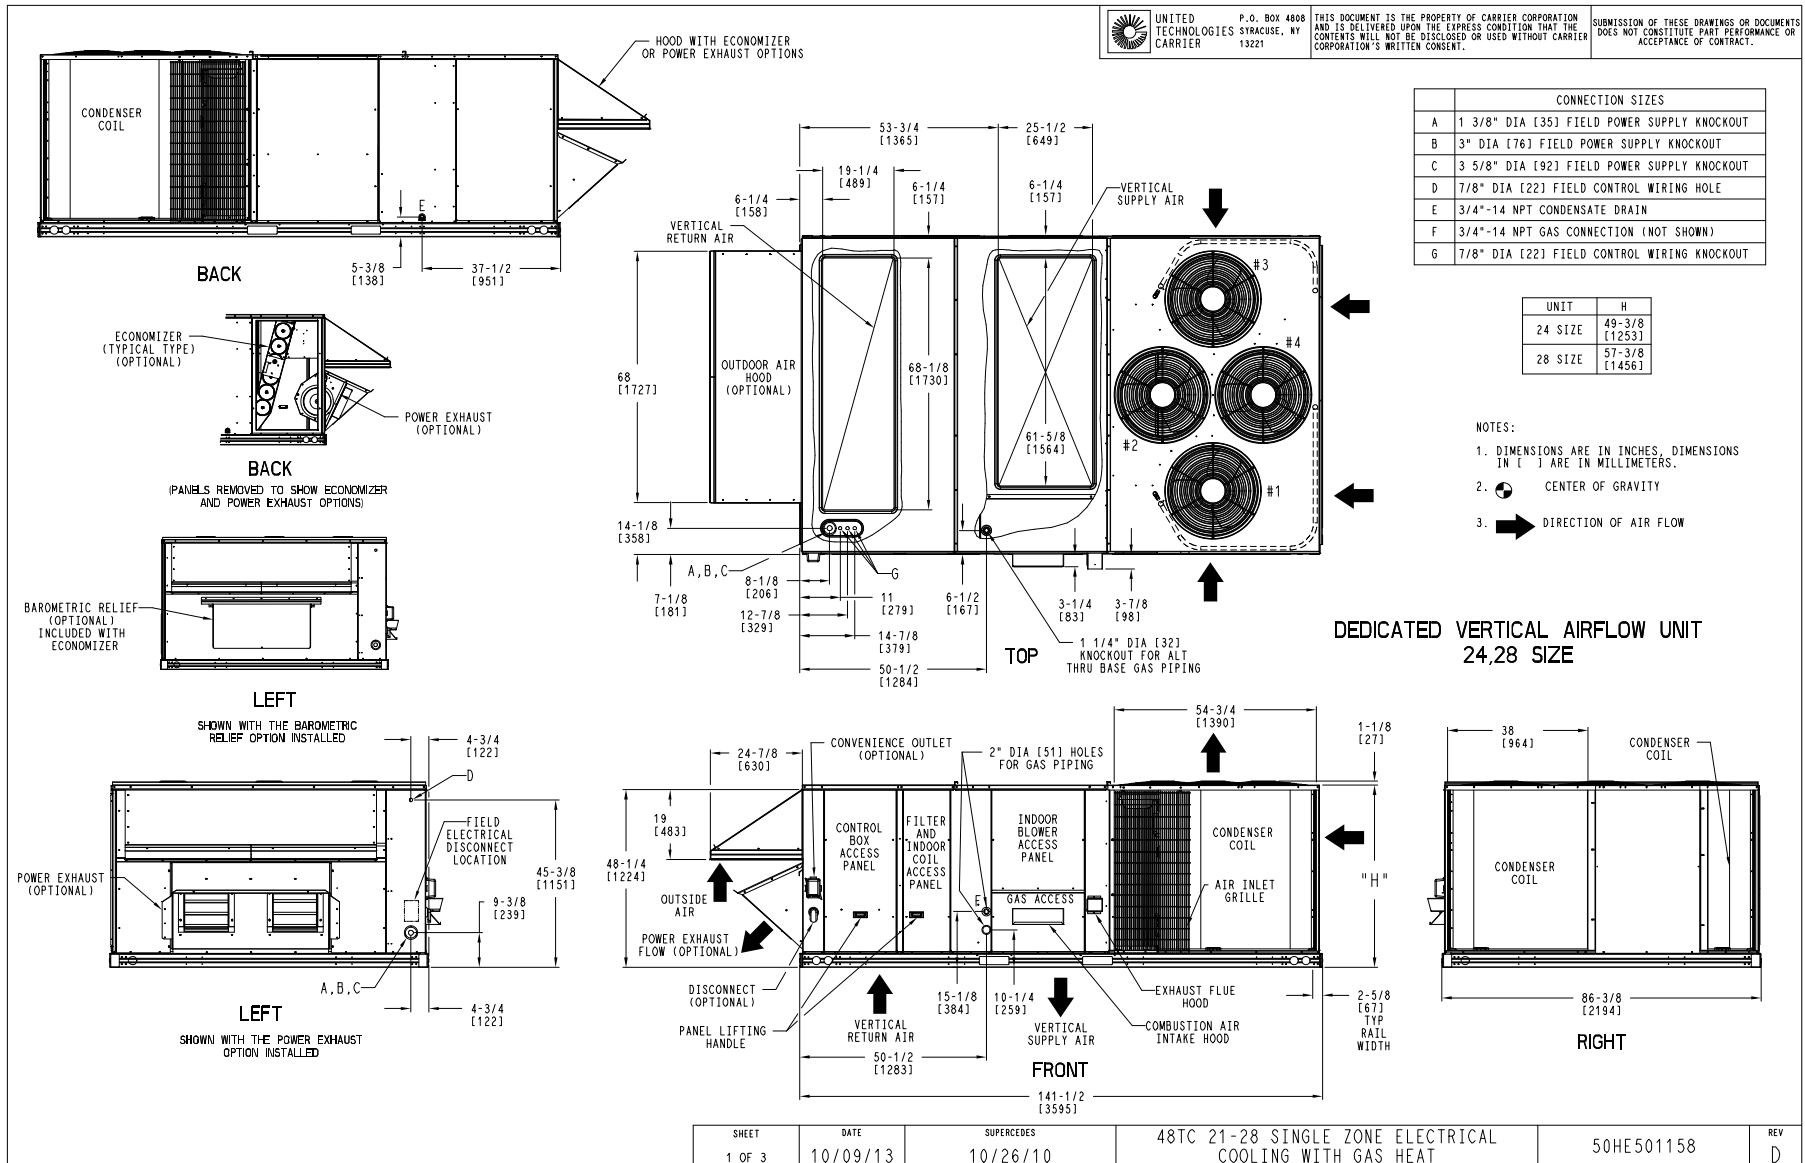 UNITED
TECHNOLOGIES
CARRIER
P.O. BOX 4808
SYRACUSE, NY
13221
THIS DOCUMENT IS THE PROPERTY OF CARRIER CORPORATION
AND IS DELIVERED UPON THE EXPRESS CONDITION THAT THE
CONTENTS WILL NOT BE DISCLOSED OR USED WITHOUT CARRIER
CORPORATION'S WRITTEN CONSENT.
SUBMISSION OF THESE DRAWINGS OR DOCUMENTS
DOES NOT CONSTITUTE PART PERFORMANCE OR
ACCEPTANCE OF CONTRACT.
HOOD WITH ECONOMIZER
OR POWER EXHAUST OPTIONS
CONDENSER
COIL
E
BACK
5-3/8
[138]
37-1/2
[951]
ECONOMIZER
(TYPICAL TYPE)
(OPTIONAL)
POWER EXHAUST
(OPTIONAL)
BACK
(PANELS REMOVED TO SHOW ECONOMIZER
AND POWER EXHAUST OPTIONS)
BAROMETRIC RELIEF
(OPTIONAL)
INCLUDED WITH
ECONOMIZER
LEFT
SHOWN WITH THE BAROMETRIC
RELIEF OPTION INSTALLED
4-3/4
[122]
D
FIELD
ELECTRICAL
DISCONNECT
LOCATION
POWER EXHAUST
(OPTIONAL)
45-3/8
[1151]
9-3/8
[239]
A,B,C
4-3/4
[122]
LEFT
SHOWN WITH THE POWER EXHAUST
OPTION INSTALLED
53-3/4
[1365]
25-1/2
[649]
19-1/4
[489]
6-1/4
[158]
6-1/4
[157]
6-1/4
[157]
VERTICAL
SUPPLY AIR
VERTICAL
RETURN AIR
#3
#4
#2
#1
68
[1727]
OUTDOOR AIR
HOOD
(OPTIONAL)
68-1/8
[1730]
61-5/8
[1564]
14-1/8
[358]
7-1/8
[181]
A,B,C
G
8-1/8
[206]
11
[279]
12-7/8
[329]
14-7/8
[379]
50-1/2
[1284]
6-1/2
[167]
3-1/4
[83]
3-7/8
[98]
1 1/4" DIA [32]
KNOCKOUT FOR ALT
THRU BASE GAS PIPING
TOP
CONNECTION SIZES
A 1 3/8" DIA [35] FIELD POWER SUPPLY KNOCKOUT
B 3" DIA [76] FIELD POWER SUPPLY KNOCKOUT
C 3 5/8" DIA [92] FIELD POWER SUPPLY KNOCKOUT
D 7/8" DIA [22] FIELD CONTROL WIRING HOLE
E 3/4"-14 NPT CONDENSATE DRAIN
F 3/4"-14 NPT GAS CONNECTION (NOT SHOWN)
G 7/8" DIA [22] FIELD CONTROL WIRING KNOCKOUT
UNIT H
24 SIZE 49-3/8
[1253]
28 SIZE 57-3/8
[1456]
NOTES:
1. DIMENSIONS ARE IN INCHES, DIMENSIONS
IN [ ] ARE IN MILLIMETERS.
2. CENTER OF GRAVITY
3. DIRECTION OF AIR FLOW
DEDICATED VERTICAL AIRFLOW UNIT
24,28 SIZE
24-7/8
[630]
CONVENIENCE OUTLET
(OPTIONAL)
2" DIA [51] HOLES
FOR GAS PIPING
54-3/4
[1390]
1-1/8
[27]
19
[483]
48-1/4
[1224]
CONTROL
BOX
ACCESS
PANEL
FILTER
AND
INDOOR
COIL
ACCESS
PANEL
INDOOR
BLOWER
ACCESS
PANEL
CONDENSER
COIL
GAS ACCESS
E
AIR INLET
GRILLE
"H"
OUTSIDE
AIR
POWER EXHAUST
FLOW (OPTIONAL)
DISCONNECT
(OPTIONAL)
PANEL LIFTING
HANDLE
VERTICAL
RETURN AIR
15-1/8
[384]
10-1/4
[259]
VERTICAL
SUPPLY AIR
EXHAUST FLUE
HOOD
COMBUSTION AIR
INTAKE HOOD
2-5/8
[67]
TYP
RAIL
WIDTH
50-1/2
[1283]
FRONT
141-1/2
[3595]
38
[964]
CONDENSER
COIL
CONDENSER
COIL
86-3/8
[2194]
RIGHT
SHEET
1 OF 3
DATE
10/09/13
SUPERCEDES
10/26/10
48TC 21-28 SINGLE ZONE ELECTRICAL
COOLING WITH GAS HEAT
50HE501158
REV
D